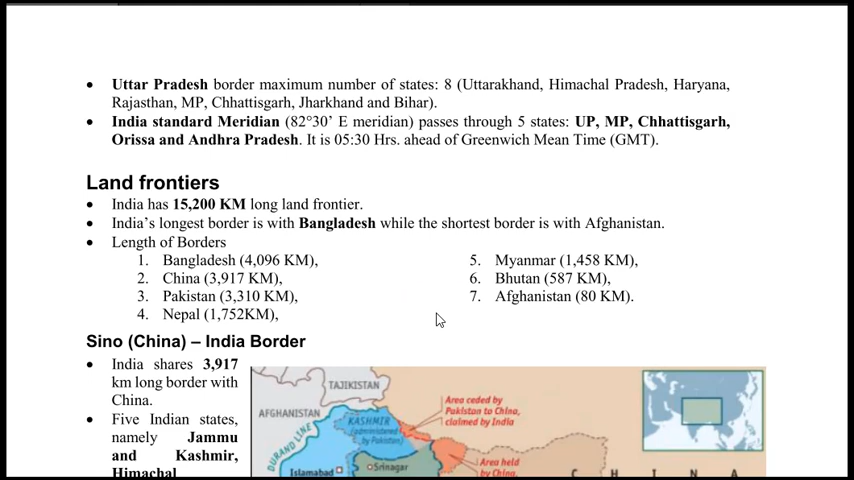 • Uttar Pradesh border maximum number of states: 8 (Uttarakhand, Himachal Pradesh, Haryana,
Rajasthan, MP, Chhattisgarh, Jharkhand and Bihar).
• India standard Meridian (82°30’ E meridian) passes through 5 states: UP, MP, Chhattisgarh,
Orissa and Andhra Pradesh. It is 05:30 Hrs. ahead of Greenwich Mean Time (GMT).
Land frontiers
• India has 15,200 KM long land frontier.
• India’s longest border is with Bangladesh while the shortest border is with Afghanistan.
• Length of Borders
1. Bangladesh (4,096 KM),
2. China (3,917 KM),
3. Pakistan (3,310 KM),
4. Nepal (1,752KM),
5. Myanmar (1,458 KM),
6. Bhutan (587 KM),
7. Afghanistan (80 KM).
Sino (China) – India Border
• India shares 3,917
km long border with
China.
• Five Indian states,
namely Jammu
and Kashmir,
Himachal
TAJIKISTAN
AFGHANISTAN
DURAND LINE
KASHMIR
(administered
by Pakistan)
Islamabad
Srinagar
Area ceded by
Pakistan to China,
claimed by India
Area held
by China,
C H I N A